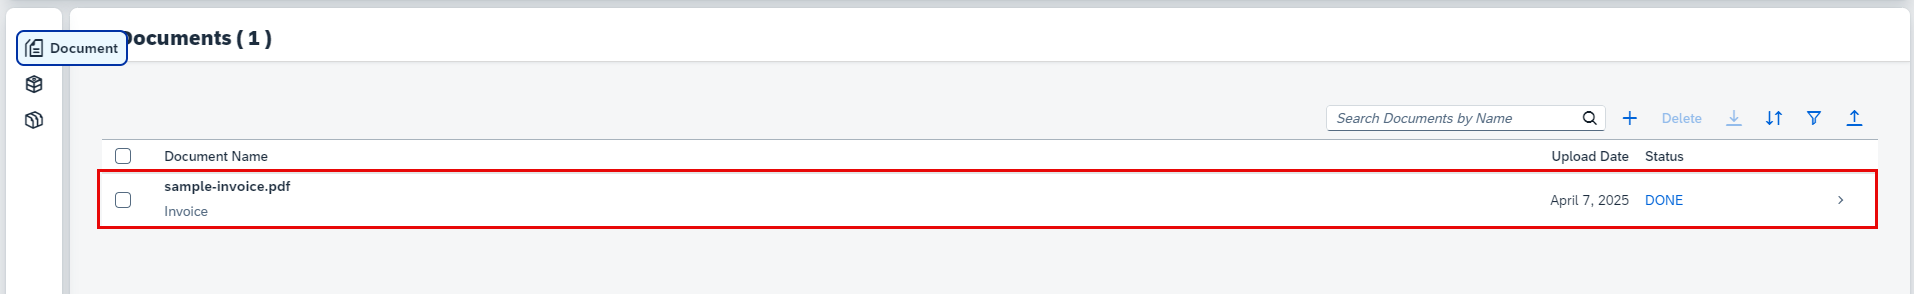 Document
Documents ( 1 )
Search Documents by Name
Delete
Document Name
Upload Date
Status
sample-invoice.pdf
Invoice
April 7, 2025
DONE